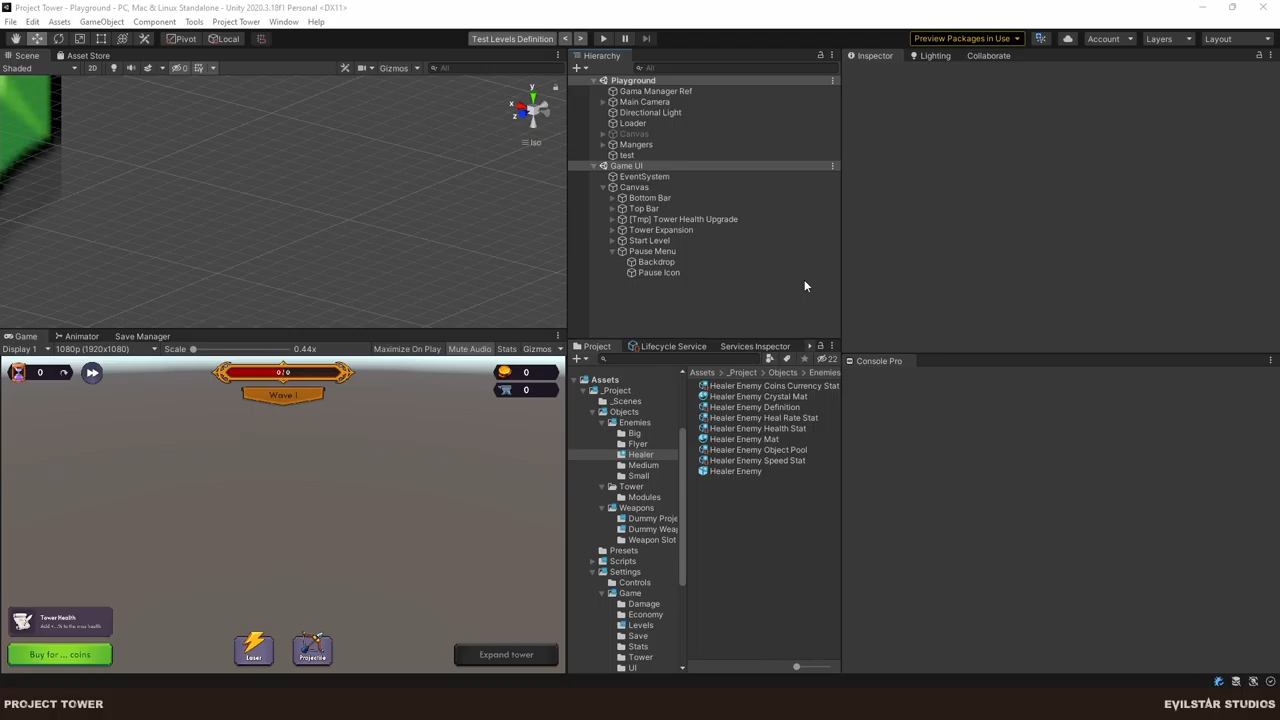 Project Tower - Playground - PC, Mac & Linux Standalone - Unity 2020.3.18f1 Personal <DX11>
File Edit Assets GameObject Component Tools Project Tower Window Help
Pivot Local Test Levels Definition < > Preview Packages in Use Account Layers Layout
Scene Asset Store
Shaded 2D 0 Gizmos All
y
x
z
Iso
Hierarchy
+ All
Playground
Gama Manager Ref
Main Camera
Directional Light
Loader
Canvas
Mangers
test
Game UI
EventSystem
Canvas
Bottom Bar
Top Bar
[Tmp] Tower Health Upgrade
Tower Expansion
Start Level
Pause Menu
Backdrop
Pause Icon
Inspector Lighting Collaborate
Game Animator Save Manager
Display 1 1080p (1920x1080) Scale 0.44x Maximize On Play Mute Audio Stats Gizmos
0 0 / 0 0
Wave 1 0
Tower Health
Buy for ... coins
Laser Projectile
Expand tower
Project Lifecycle Service Services Inspector
+ 22
Assets
_Project
_Scenes
Objects
Enemies
Big
Flyer
Healer
Medium
Small
Tower
Modules
Weapons
Dummy Proje
Dummy Weap
Weapon Slot
Presets
Scripts
Settings
Controls
Game
Damage
Economy
Levels
Save
Stats
Tower
UI
Assets > _Project > Objects > Enemies
Healer Enemy Coins Currency Stat
Healer Enemy Crystal Mat
Healer Enemy Definition
Healer Enemy Heal Rate Stat
Healer Enemy Health Stat
Healer Enemy Mat
Healer Enemy Object Pool
Healer Enemy Speed Stat
Healer Enemy
Console Pro
PROJECT TOWER
EVILSTAR STUDIOS